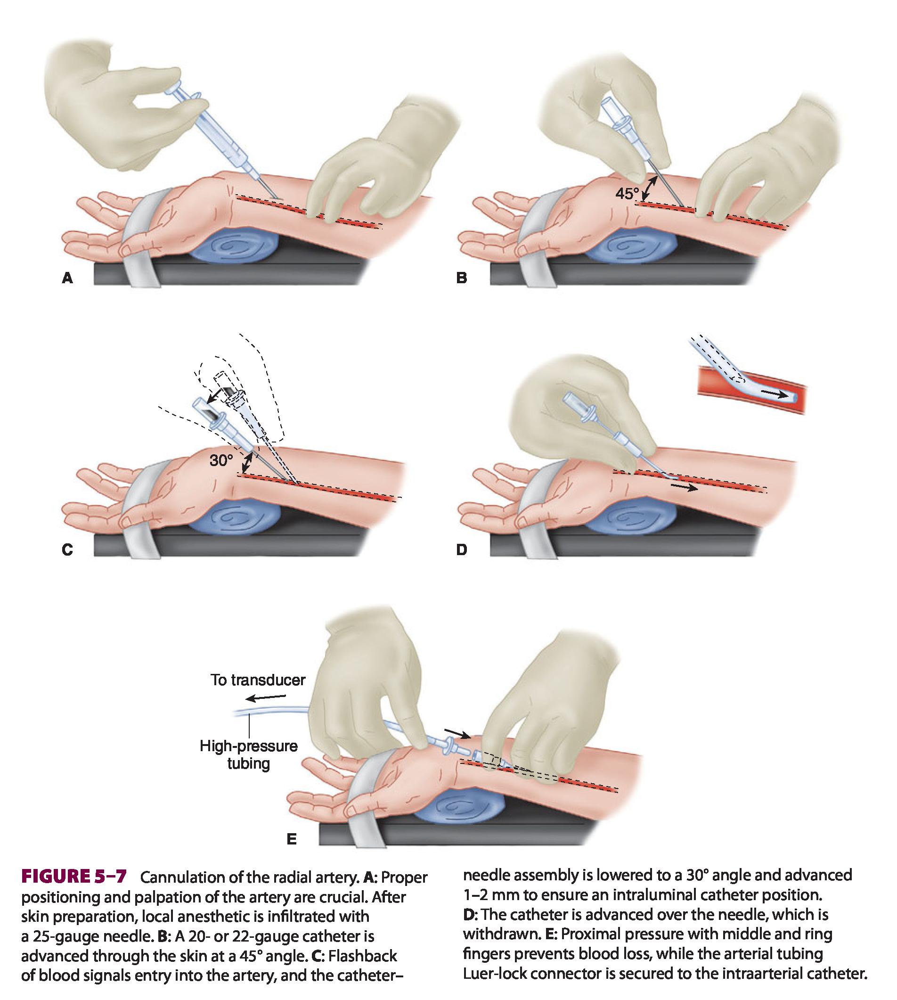 A
45°
B
30°
C
D
To transducer
High-pressure
tubing
E
FIGURE 5–7 Cannulation of the radial artery. A: Proper
positioning and palpation of the artery are crucial. After
skin preparation, local anesthetic is infiltrated with
a 25-gauge needle. B: A 20- or 22-gauge catheter is
advanced through the skin at a 45° angle. C: Flashback
of blood signals entry into the artery, and the catheter–
needle assembly is lowered to a 30° angle and advanced
1–2 mm to ensure an intraluminal catheter position.
D: The catheter is advanced over the needle, which is
withdrawn. E: Proximal pressure with middle and ring
fingers prevents blood loss, while the arterial tubing
Luer-lock connector is secured to the intraarterial catheter.